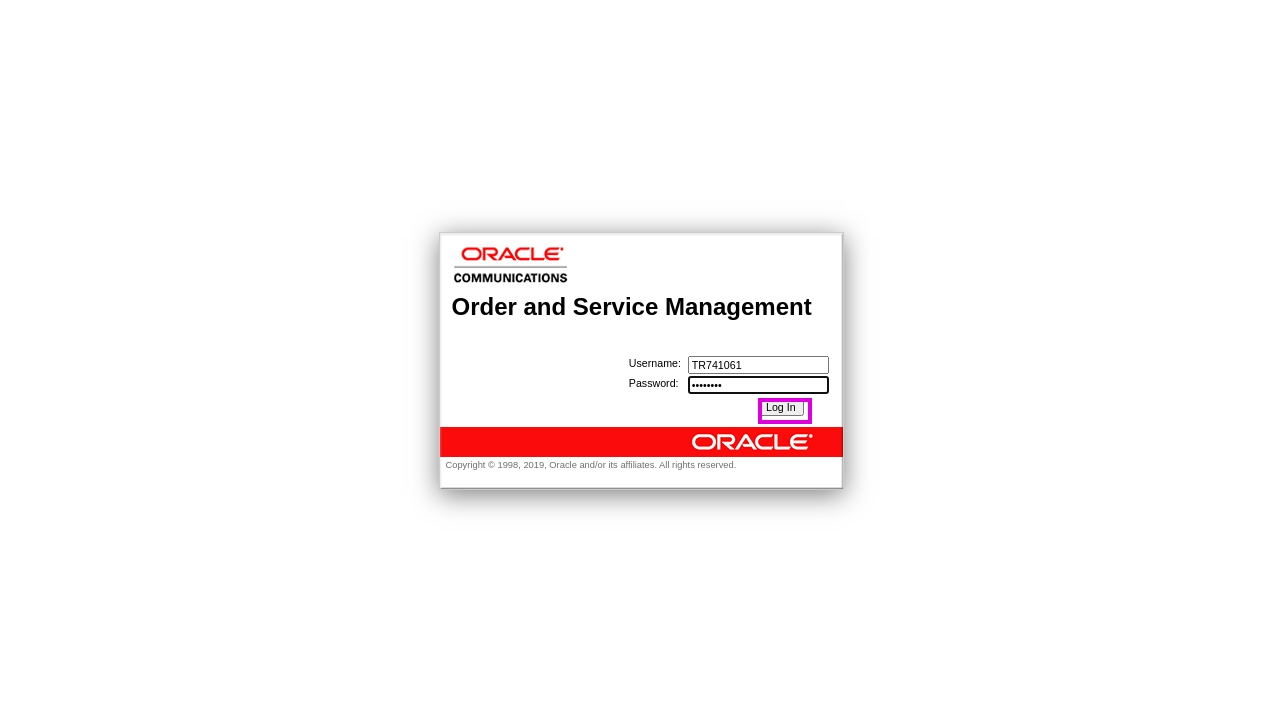 ORACLE
COMMUNICATIONS
Order and Service Management
Username: TR741061
Password: ••••••••
Log In
ORACLE
Copyright © 1998, 2019, Oracle and/or its affiliates. All rights reserved.